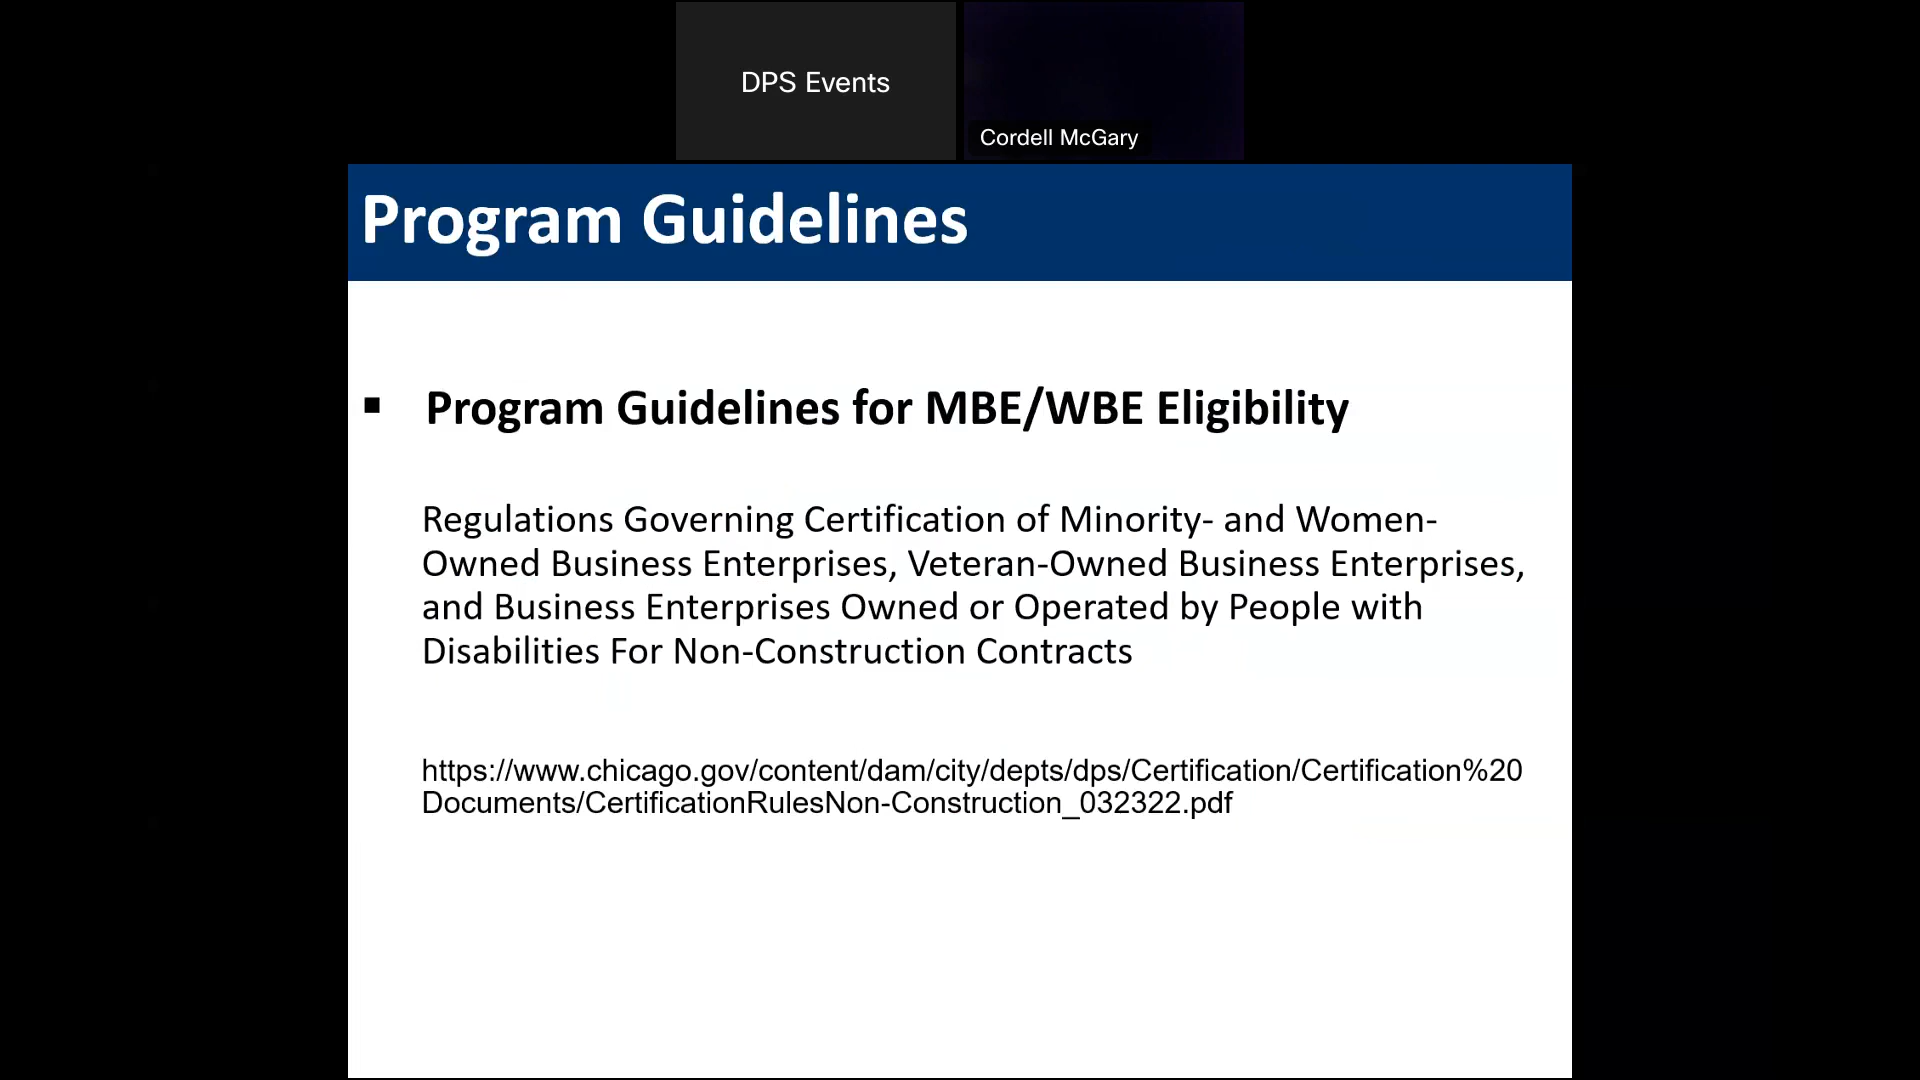 DPS Events
Cordell McGary
Program Guidelines
▪ Program Guidelines for MBE/WBE Eligibility
Regulations Governing Certification of Minority- and Women-
Owned Business Enterprises, Veteran-Owned Business Enterprises,
and Business Enterprises Owned or Operated by People with
Disabilities For Non-Construction Contracts
https://www.chicago.gov/content/dam/city/depts/dps/Certification/Certification%20
Documents/CertificationRulesNon-Construction_032322.pdf